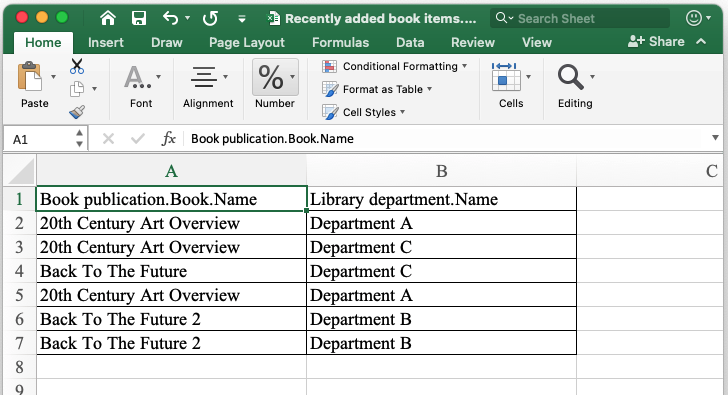 Recently added book items....
Search Sheet
Home Insert Draw Page Layout Formulas Data Review View Share
Paste
A...
Font
Alignment
%
Number
Conditional Formatting
Format as Table
Cell Styles
Cells
Editing
A1 fx Book publication.Book.Name
A B C
1 Book publication.Book.Name Library department.Name
2 20th Century Art Overview Department A
3 20th Century Art Overview Department C
4 Back To The Future Department C
5 20th Century Art Overview Department A
6 Back To The Future 2 Department B
7 Back To The Future 2 Department B
8
9